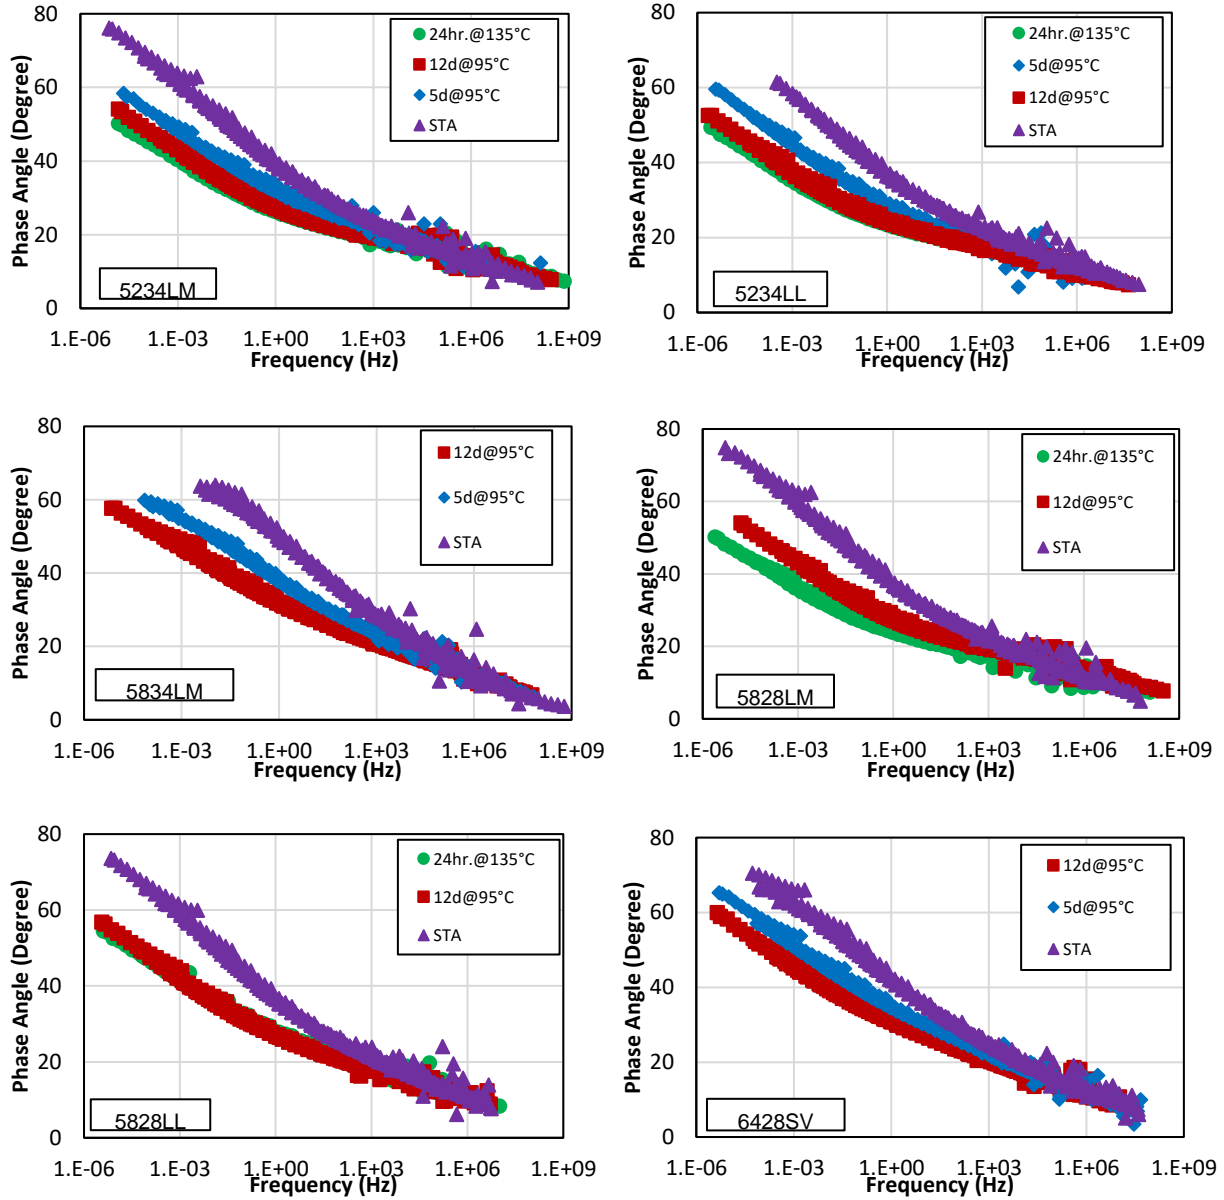 80
60
40
20
0
Phase Angle (Degree)
24hr.@135°C
12d@95°C
5d@95°C
STA
5234LM
1.E-06 1.E-03 1.E+00 1.E+03 1.E+06 1.E+09
Frequency (Hz)
80
60
40
20
0
Phase Angle (Degree)
24hr.@135°C
5d@95°C
12d@95°C
STA
5234LL
1.E-06 1.E-03 1.E+00 1.E+03 1.E+06 1.E+09
Frequency (Hz)
80
60
40
20
0
Phase Angle (Degree)
12d@95°C
5d@95°C
STA
5834LM
1.E-06 1.E-03 1.E+00 1.E+03 1.E+06 1.E+09
Frequency (Hz)
80
60
40
20
0
Phase Angle (Degree)
24hr.@135°C
12d@95°C
STA
5828LM
1.E-06 1.E-03 1.E+00 1.E+03 1.E+06 1.E+09
Frequency (Hz)
80
60
40
20
0
Phase Angle (Degree)
24hr.@135°C
12d@95°C
STA
5828LL
1.E-06 1.E-03 1.E+00 1.E+03 1.E+06 1.E+09
Frequency (Hz)
80
60
40
20
0
Phase Angle (Degree)
12d@95°C
5d@95°C
STA
6428SV
1.E-06 1.E-03 1.E+00 1.E+03 1.E+06 1.E+09
Frequency (Hz)